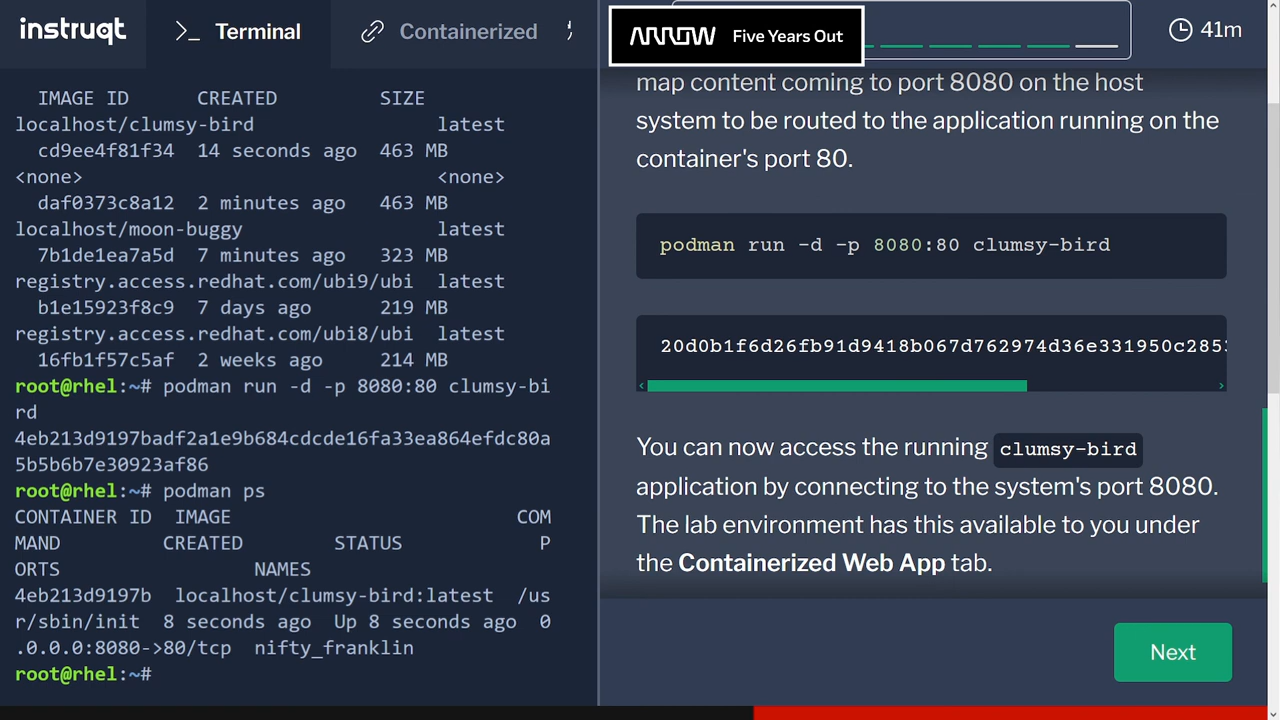 instruqt
>_ Terminal
Containerized
ARROW Five Years Out
41m
IMAGE ID CREATED SIZE
localhost/clumsy-bird latest
cd9ee4f81f34 14 seconds ago 463 MB
<none> <none>
daf0373c8a12 2 minutes ago 463 MB
localhost/moon-buggy latest
7b1de1ea7a5d 7 minutes ago 323 MB
registry.access.redhat.com/ubi9/ubi latest
b1e15923f8c9 7 days ago 219 MB
registry.access.redhat.com/ubi8/ubi latest
16fb1f57c5af 2 weeks ago 214 MB
root@rhel:~# podman run -d -p 8080:80 clumsy-bi
rd
4eb213d9197badf2a1e9b684cdcde16fa33ea864efdc80a
5b5b6b7e30923af86
root@rhel:~# podman ps
CONTAINER ID IMAGE COM
MAND CREATED STATUS P
ORTS NAMES
4eb213d9197b localhost/clumsy-bird:latest /us
r/sbin/init 8 seconds ago Up 8 seconds ago 0
.0.0.0:8080->80/tcp nifty_franklin
root@rhel:~#
map content coming to port 8080 on the host
system to be routed to the application running on the
container's port 80.
podman run -d -p 8080:80 clumsy-bird
20d0b1f6d26fb91d9418b067d762974d36e331950c285
You can now access the running clumsy-bird
application by connecting to the system's port 8080.
The lab environment has this available to you under
the Containerized Web App tab.
Next